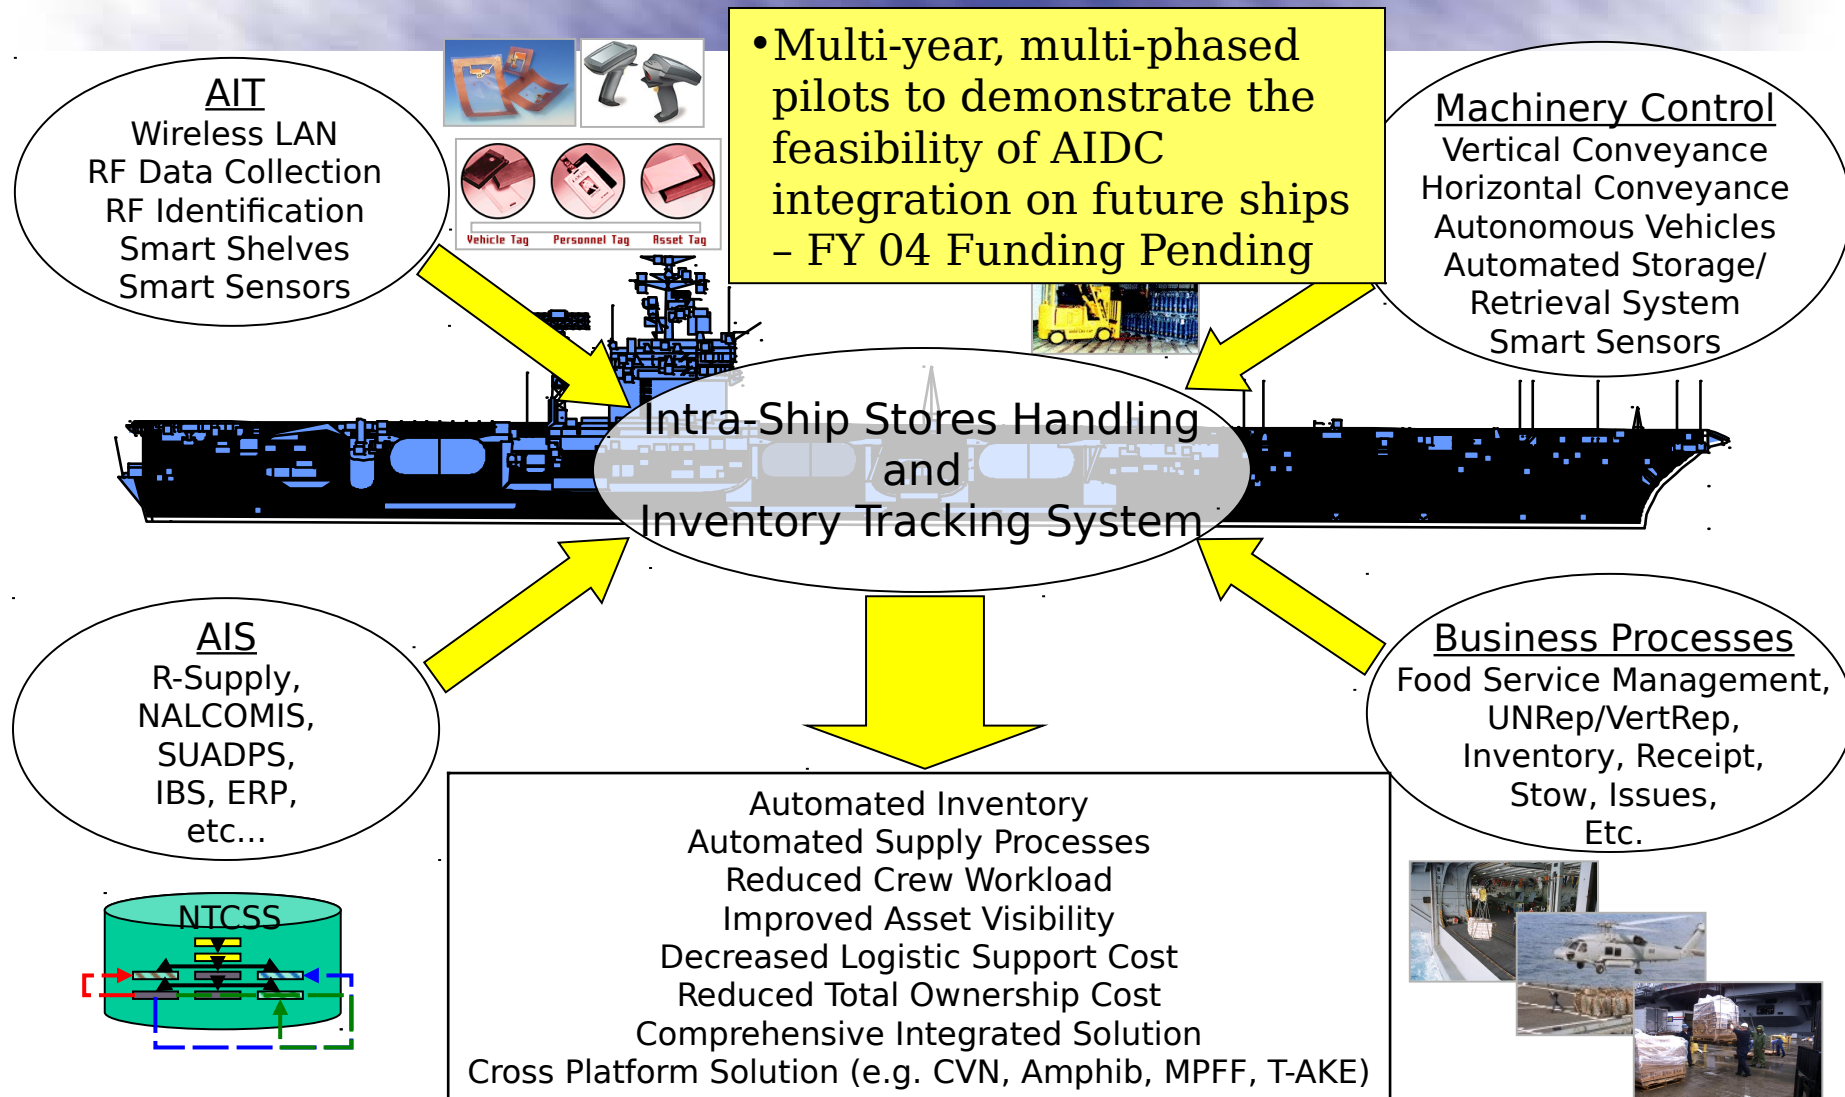 •Multi-year, multi-phased
pilots to demonstrate the
feasibility of AIDC
integration on future ships
– FY 04 Funding Pending
AIT
Wireless LAN
RF Data Collection
RF Identification
Smart Shelves
Smart Sensors
Vehicle Tag
Personnel Tag
Asset Tag
Machinery Control
Vertical Conveyance
Horizontal Conveyance
Autonomous Vehicles
Automated Storage/
Retrieval System
Smart Sensors
Intra-Ship Stores Handling
and
Inventory Tracking System
AIS
R-Supply,
NALCOMIS,
SUADPS,
IBS, ERP,
etc...
Business Processes
Food Service Management,
UNRep/VertRep,
Inventory, Receipt,
Stow, Issues,
Etc.
NTCSS
Automated Inventory
Automated Supply Processes
Reduced Crew Workload
Improved Asset Visibility
Decreased Logistic Support Cost
Reduced Total Ownership Cost
Comprehensive Integrated Solution
Cross Platform Solution (e.g. CVN, Amphib, MPFF, T-AKE)